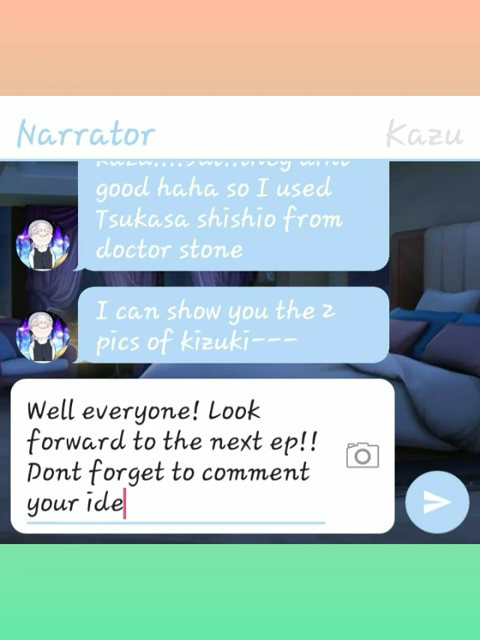 Narrator
Kazu
good haha so I used
Tsukasa shishio from
doctor stone
I can show you the 2
pics of kizuki---
Well everyone! Look
forward to the next ep!!
Dont forget to comment
your ide